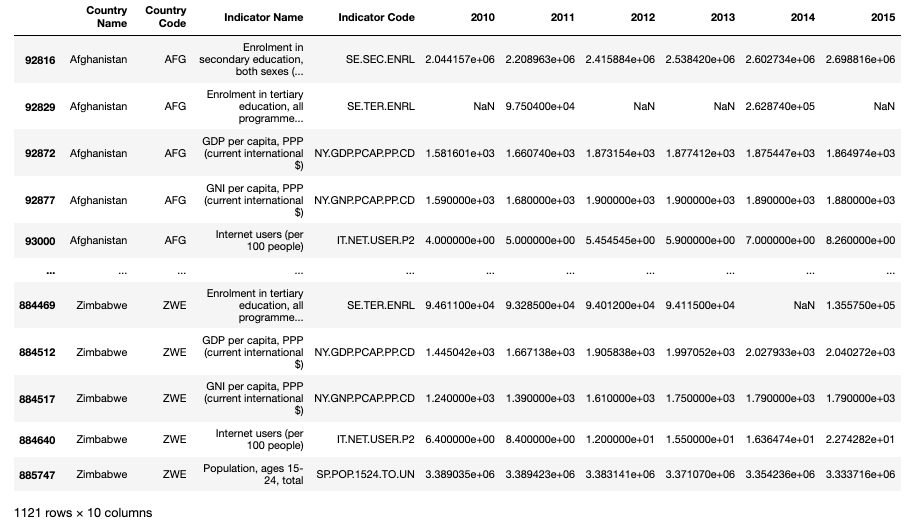 Country Name Country Code Indicator Name Indicator Code 2010 2011 2012 2013 2014 2015
92816 Afghanistan AFG Enrolment in secondary education, both sexes (... SE.SEC.ENRL 2.044157e+06 2.208963e+06 2.415884e+06 2.538420e+06 2.602734e+06 2.698816e+06
92829 Afghanistan AFG Enrolment in tertiary education, all programme... SE.TER.ENRL NaN 9.750400e+04 NaN NaN 2.628740e+05 NaN
92872 Afghanistan AFG GDP per capita, PPP (current international $) NY.GDP.PCAP.PP.CD 1.581601e+03 1.660740e+03 1.873154e+03 1.877412e+03 1.875447e+03 1.864974e+03
92877 Afghanistan AFG GNI per capita, PPP (current international $) NY.GNP.PCAP.PP.CD 1.590000e+03 1.680000e+03 1.900000e+03 1.900000e+03 1.890000e+03 1.880000e+03
93000 Afghanistan AFG Internet users (per 100 people) IT.NET.USER.P2 4.000000e+00 5.000000e+00 5.454545e+00 5.900000e+00 7.000000e+00 8.260000e+00
... ... ... ... ... ... ... ... ... ... ...
884469 Zimbabwe ZWE Enrolment in tertiary education, all programme... SE.TER.ENRL 9.461100e+04 9.328500e+04 9.401200e+04 9.411500e+04 NaN 1.355750e+05
884512 Zimbabwe ZWE GDP per capita, PPP (current international $) NY.GDP.PCAP.PP.CD 1.445042e+03 1.667138e+03 1.905838e+03 1.997052e+03 2.027933e+03 2.040272e+03
884517 Zimbabwe ZWE GNI per capita, PPP (current international $) NY.GNP.PCAP.PP.CD 1.240000e+03 1.390000e+03 1.610000e+03 1.750000e+03 1.790000e+03 1.790000e+03
884640 Zimbabwe ZWE Internet users (per 100 people) IT.NET.USER.P2 6.400000e+00 8.400000e+00 1.200000e+01 1.550000e+01 1.636474e+01 2.274282e+01
885747 Zimbabwe ZWE Population, ages 15-24, total SP.POP.1524.TO.UN 3.389035e+06 3.389423e+06 3.383141e+06 3.371070e+06 3.354236e+06 3.333716e+06
1121 rows × 10 columns